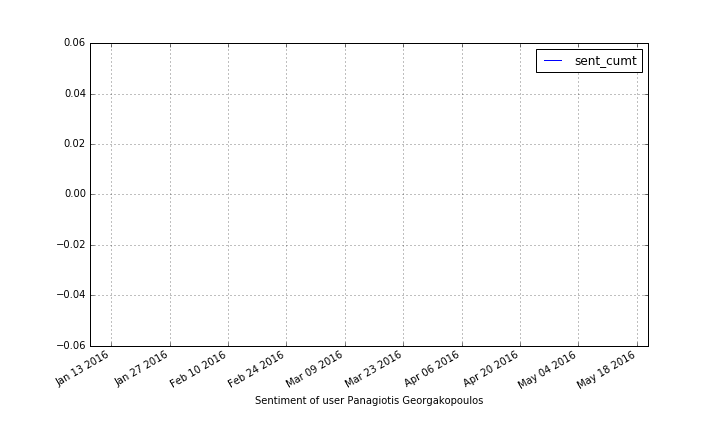 0.06
sent_cumt
0.04
0.02
0.00
−0.02
−0.04
−0.06
Jan 13 2016
Jan 27 2016
Feb 10 2016
Feb 24 2016
Mar 09 2016
Mar 23 2016
Apr 06 2016
Apr 20 2016
May 04 2016
May 18 2016
Sentiment of user Panagiotis Georgakopoulos